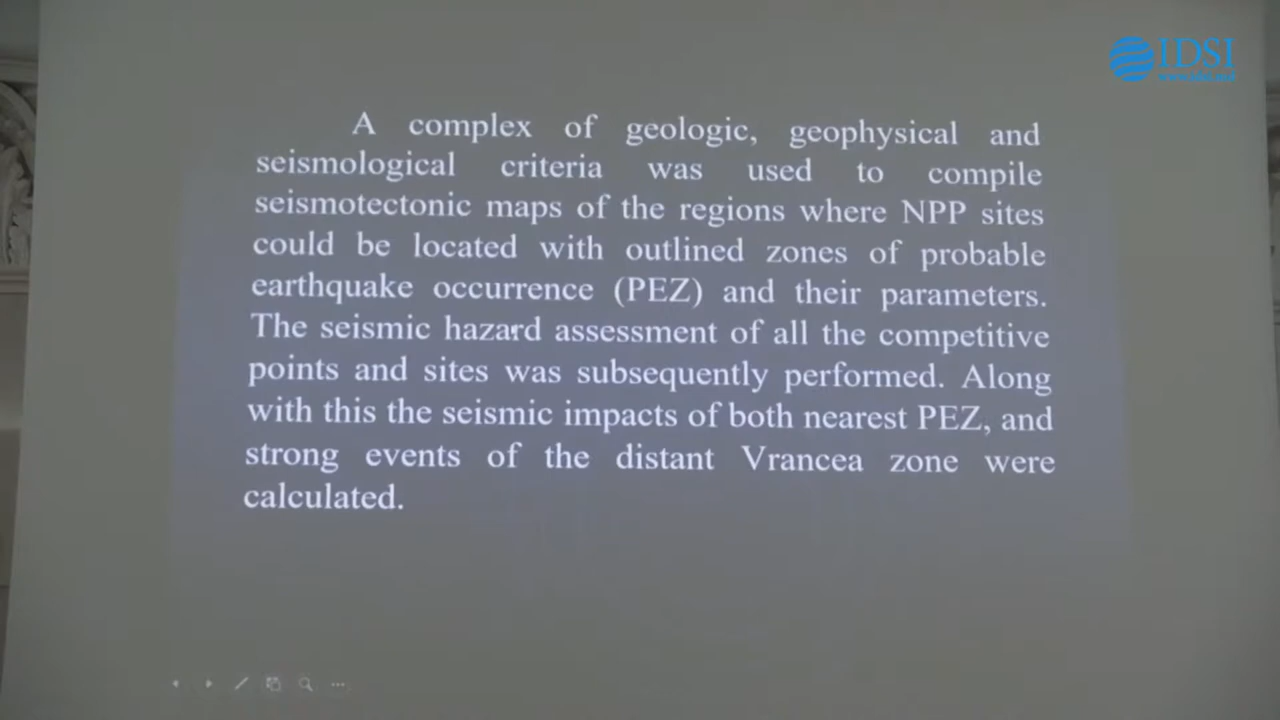 IDSI
A complex of geologic, geophysical and
seismological criteria was used to compile
seismotectonic maps of the regions where NPP sites
could be located with outlined zones of probable
earthquake occurrence (PEZ) and their parameters.
The seismic hazard assessment of all the competitive
points and sites was subsequently performed. Along
with this the seismic impacts of both nearest PEZ, and
strong events of the distant Vrancea zone were
calculated.